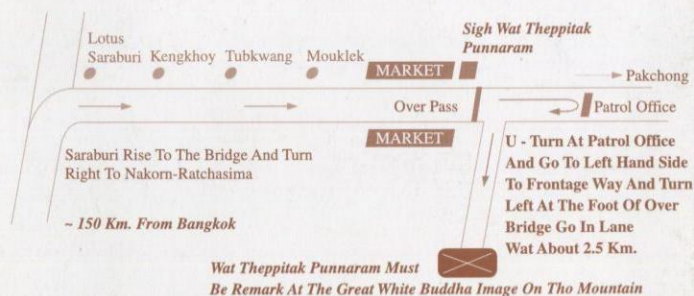 Sigh Wat Theppitak
Punnaram
Lotus
Saraburi Kengkhoy Tubkwang Mouklek
MARKET
Pakchong
Over Pass
Patrol Office
MARKET
Saraburi Rise To The Bridge And Turn
Right To Nakorn-Ratchasima
~ 150 Km. From Bangkok
U - Turn At Patrol Office
And Go To Left Hand Side
To Frontage Way And Turn
Left At The Foot Of Over
Bridge Go In Lane
Wat About 2.5 Km.
Wat Theppitak Punnaram Must
Be Remark At The Great White Buddha Image On Tho Mountain